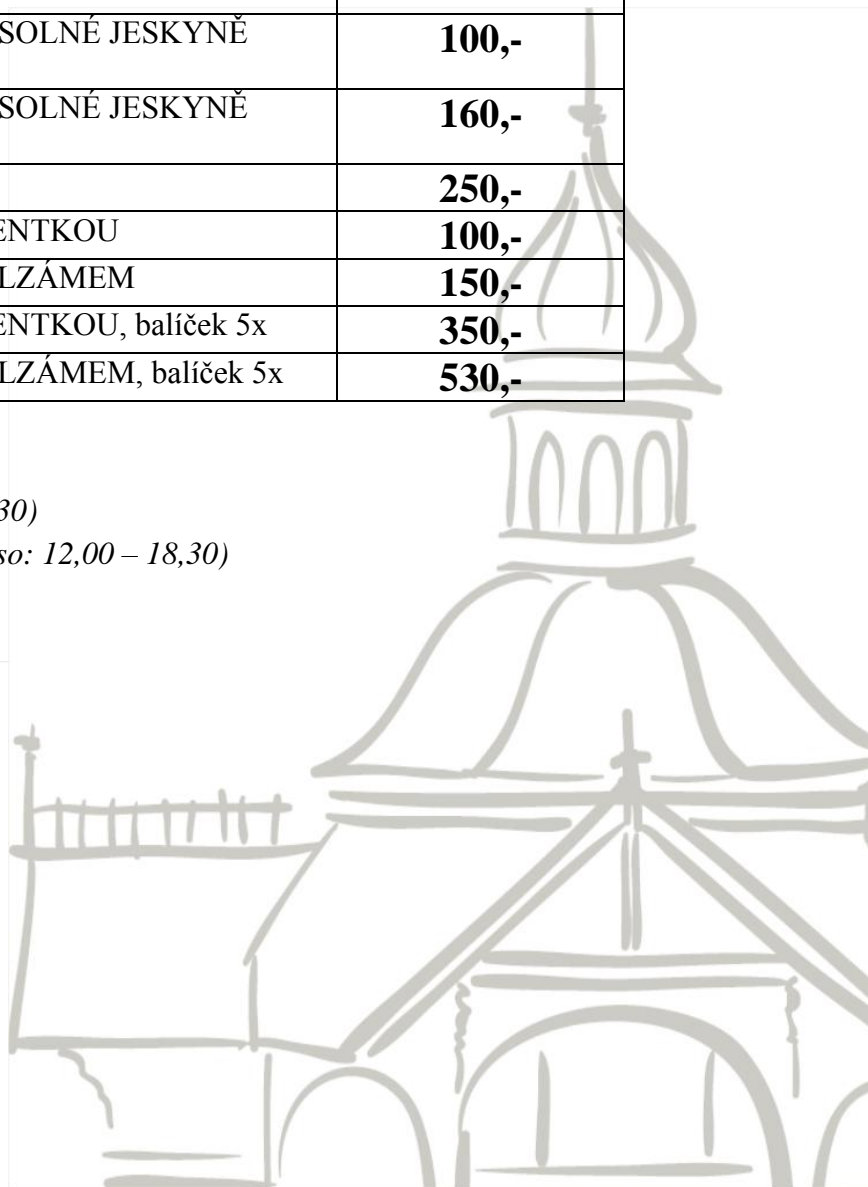 SOLNÉ JESKYNĚ 100,-
SOLNÉ JESKYNĚ 160,-
250,-
ENTKOU 100,-
LZÁMEM 150,-
ENTKOU, balíček 5x 350,-
LZÁMEM, balíček 5x 530,-
30)
so: 12,00 – 18,30)